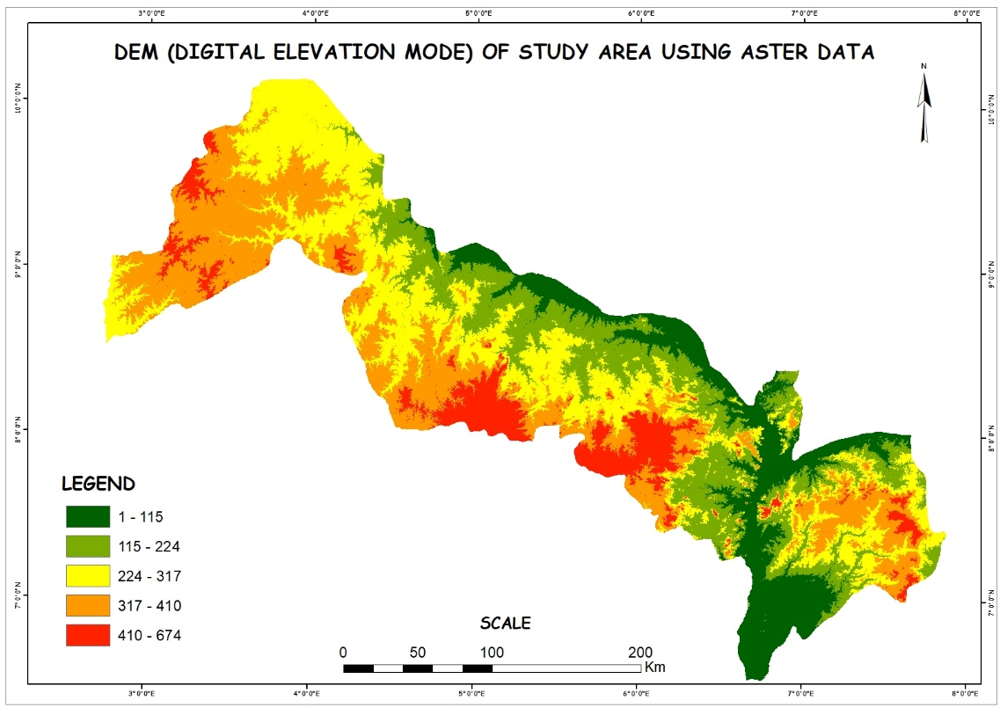 3°0'0"E 4°0'0"E 5°0'0"E 6°0'0"E 7°0'0"E 8°0'0"E
DEM (DIGITAL ELEVATION MODE) OF STUDY AREA USING ASTER DATA
N
10°0'0"N 10°0'0"N
9°0'0"N 9°0'0"N
8°0'0"N 8°0'0"N
7°0'0"N 7°0'0"N
LEGEND
1 - 115
115 - 224
224 - 317
317 - 410
410 - 674
SCALE
0 50 100 200
Km
3°0'0"E 4°0'0"E 5°0'0"E 6°0'0"E 7°0'0"E 8°0'0"E